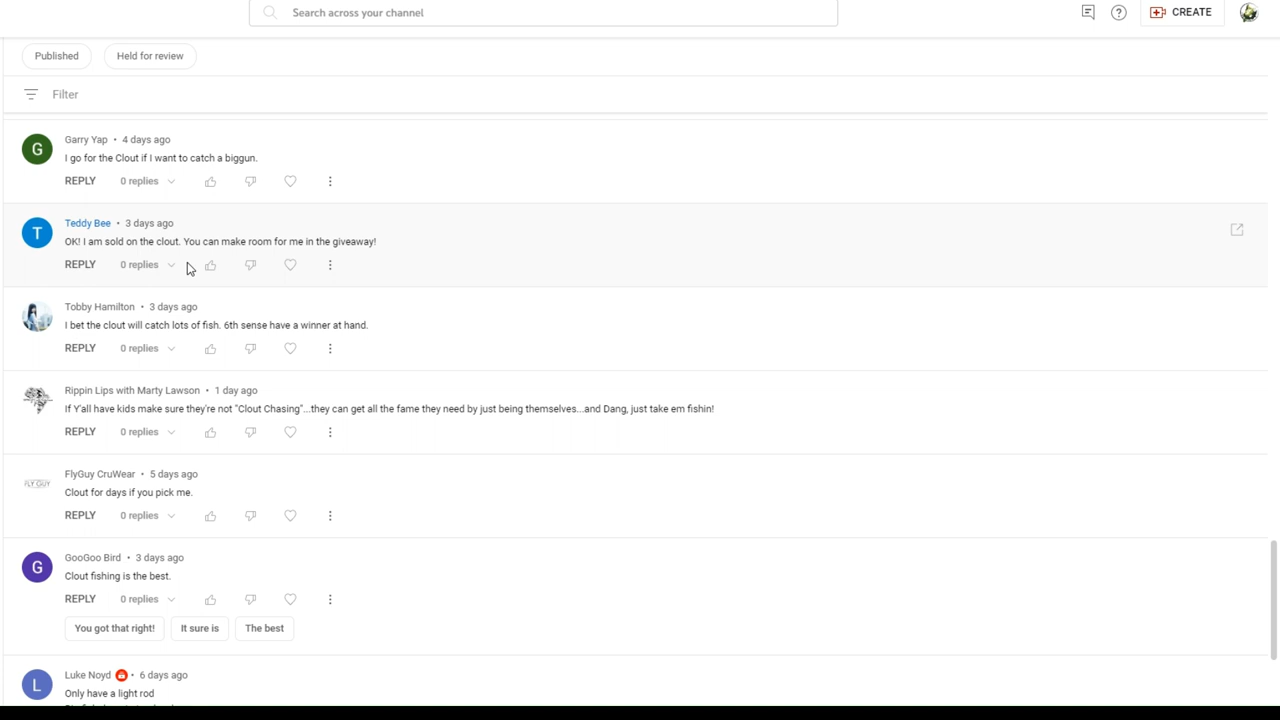 Search across your channel
CREATE
Published
Held for review
Filter
G
Garry Yap • 4 days ago
I go for the Clout if I want to catch a biggun.
REPLY 0 replies
T
Teddy Bee • 3 days ago
OK! I am sold on the clout. You can make room for me in the giveaway!
REPLY 0 replies
Tobby Hamilton • 3 days ago
I bet the clout will catch lots of fish. 6th sense have a winner at hand.
REPLY 0 replies
Rippin Lips with Marty Lawson • 1 day ago
If Y'all have kids make sure they're not "Clout Chasing"...they can get all the fame they need by just being themselves...and Dang, just take em fishin!
REPLY 0 replies
FLY GUY
FlyGuy CruWear • 5 days ago
Clout for days if you pick me.
REPLY 0 replies
G
GooGoo Bird • 3 days ago
Clout fishing is the best.
REPLY 0 replies
You got that right! It sure is The best
L
Luke Noyd • 6 days ago
Only have a light rod